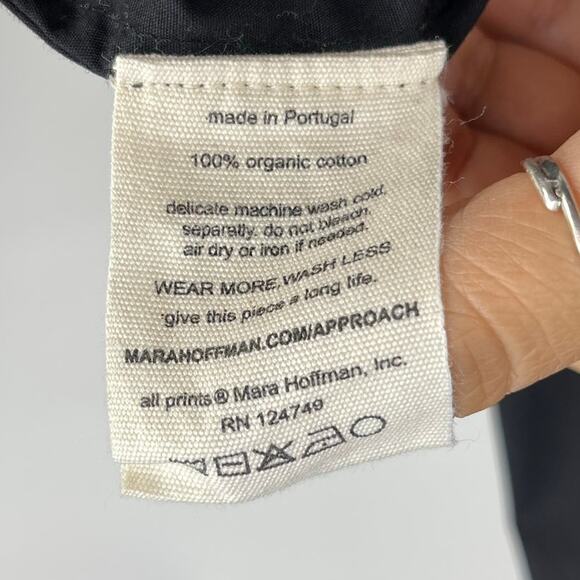 made in Portugal
100% organic cotton
delicate machine wash cold.
separatly. do not bleach
air dry or iron if needed.
WEAR MORE, WASH LESS
give this piece a long life.
MARAHOFFMAN.COM/APPROACH
all prints® Mara Hoffman, Inc.
RN 124749